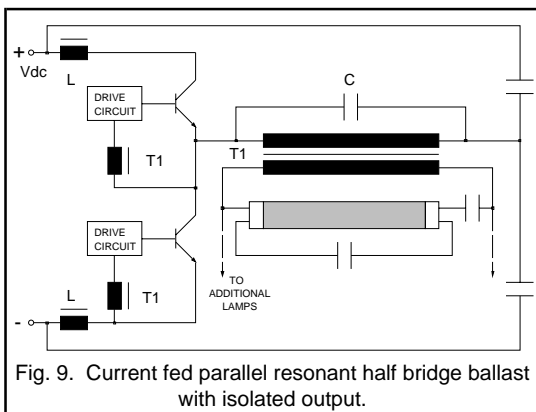 +
Vdc
L
DRIVE
CIRCUIT
T1
C
T1
DRIVE
CIRCUIT
T1
L
-
TO
ADDITIONAL
LAMPS
Fig. 9. Current fed parallel resonant half bridge ballast
with isolated output.